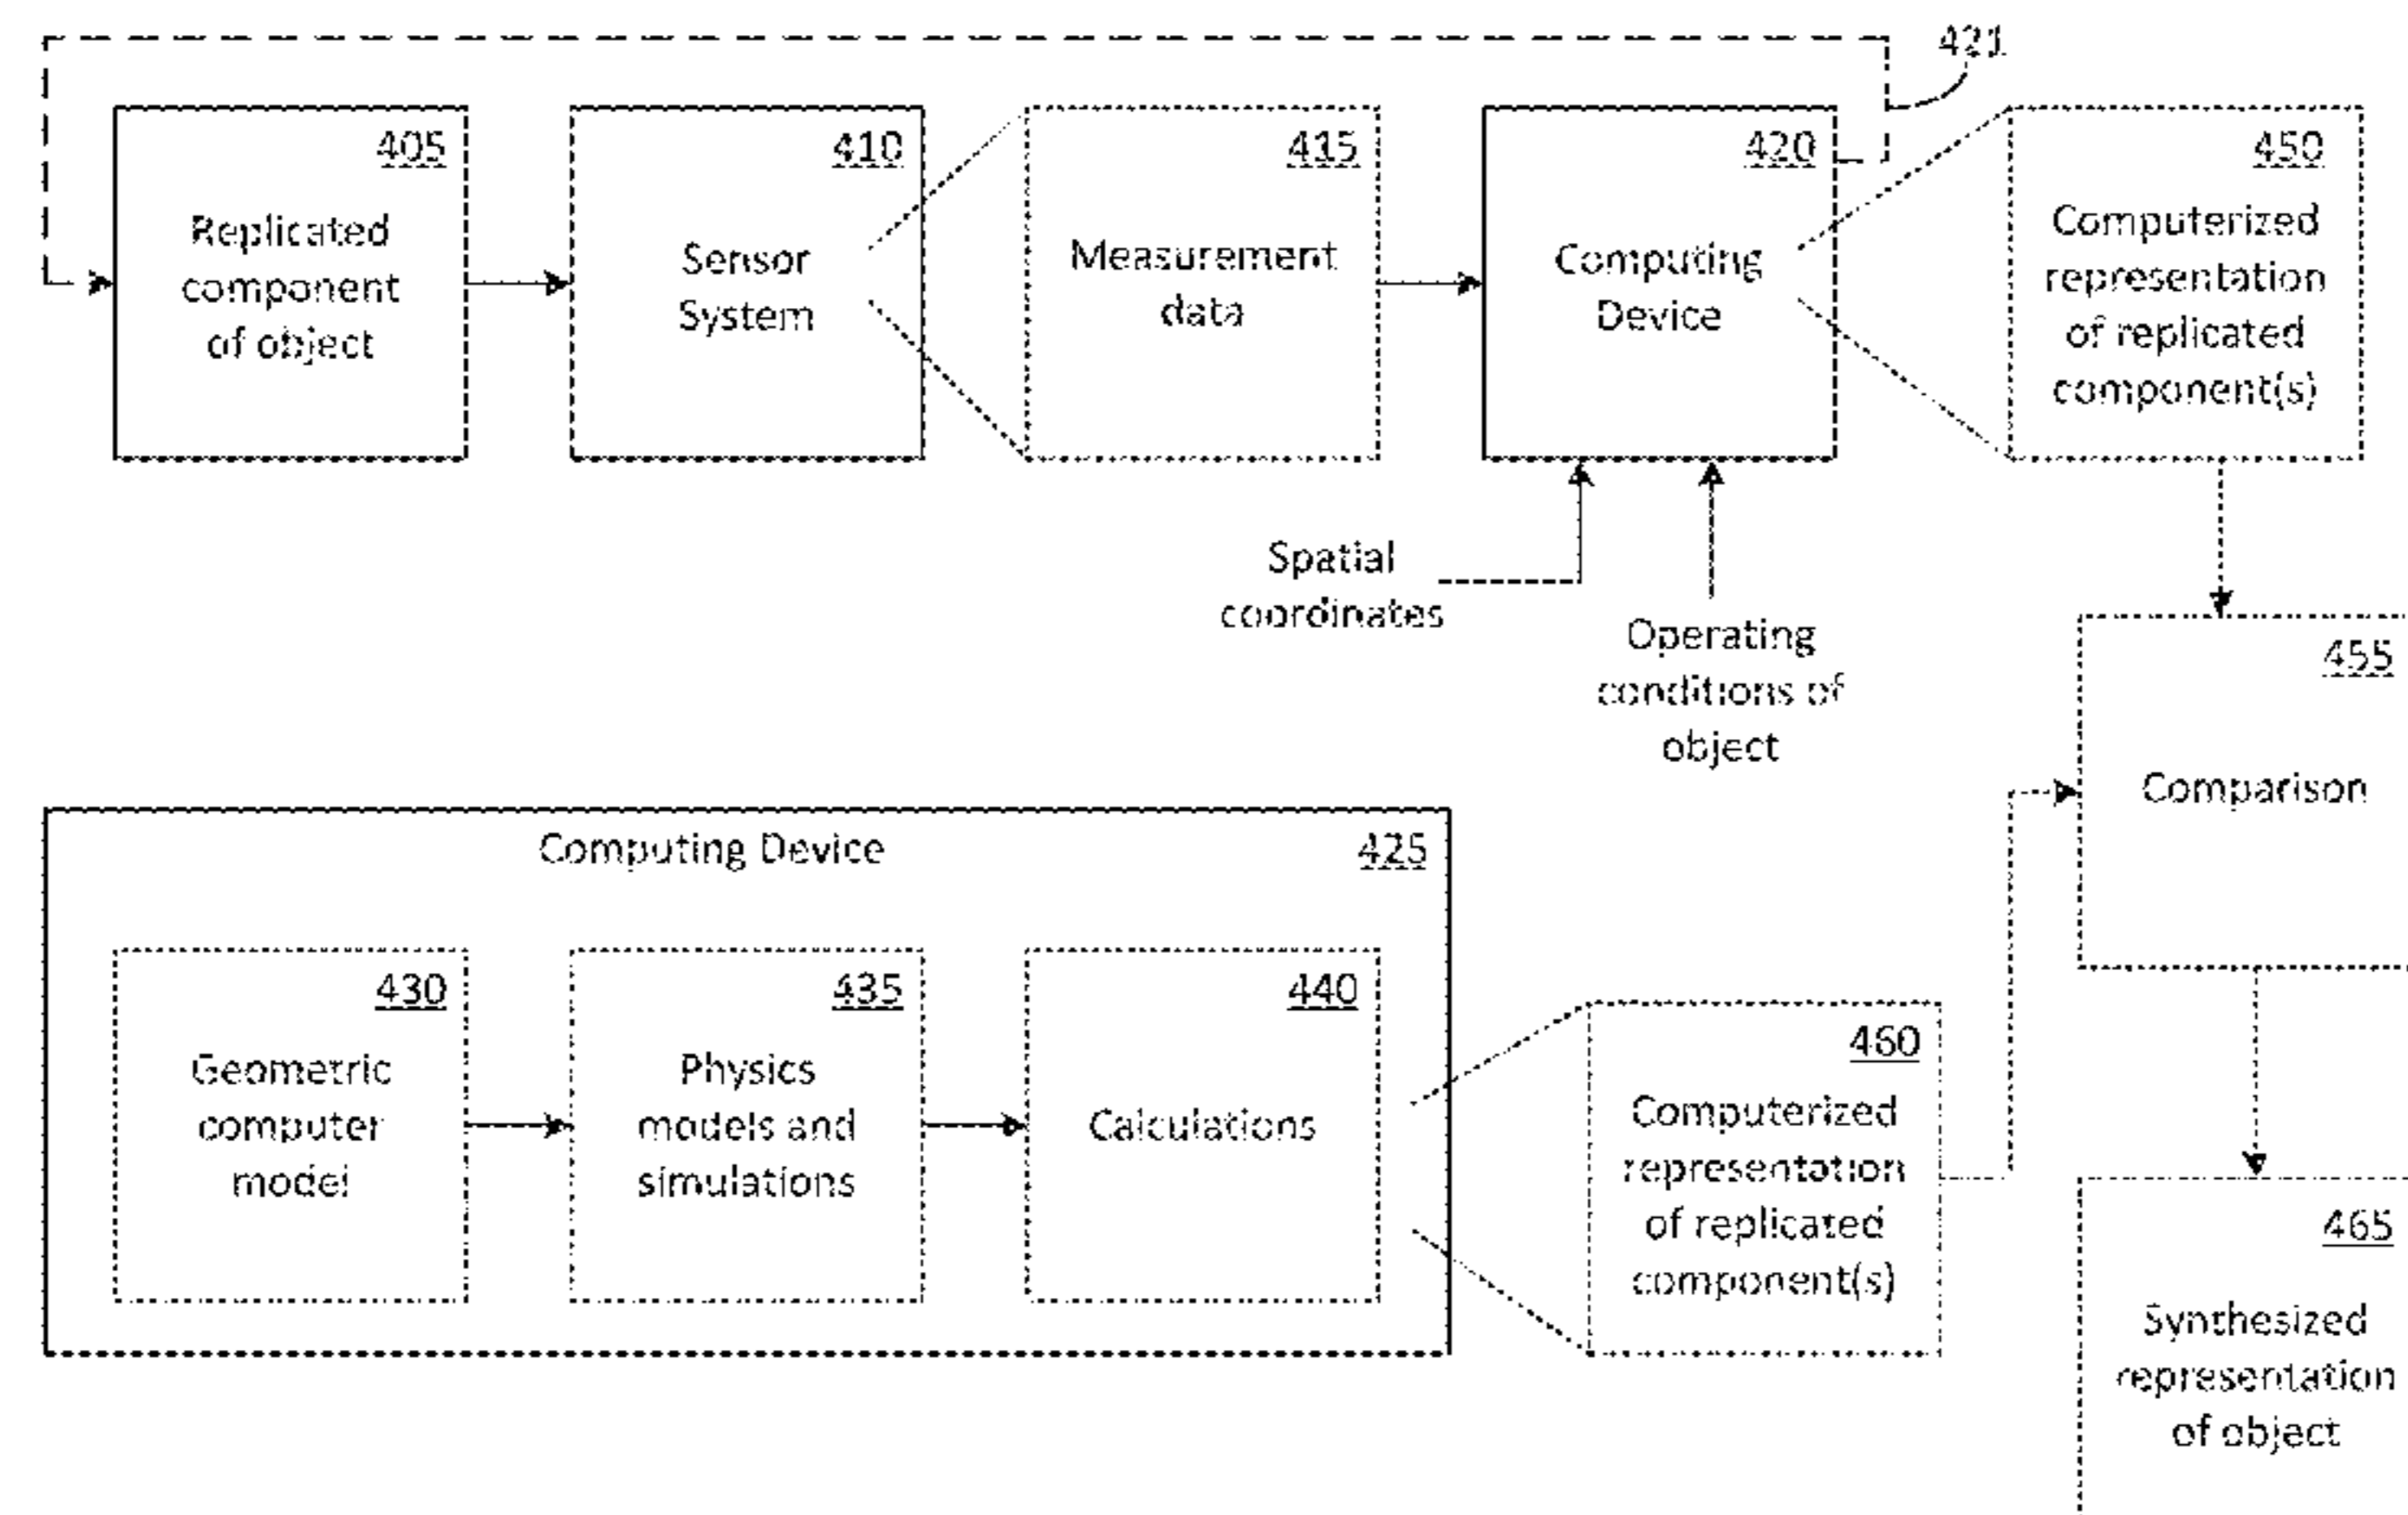 421
405
Replicated
component
of object
410
Sensor
System
415
Measurement
data
420
Computing
Device
450
Computerized
representation
of replicated
component(s)
Spatial
coordinates
Operating
conditions of
object
455
Comparison
Computing Device
425
430
Geometric
computer
model
435
Physics
models and
simulations
440
Calculations
460
Computerized
representation
of replicated
component(s)
465
Synthesized
representation
of object